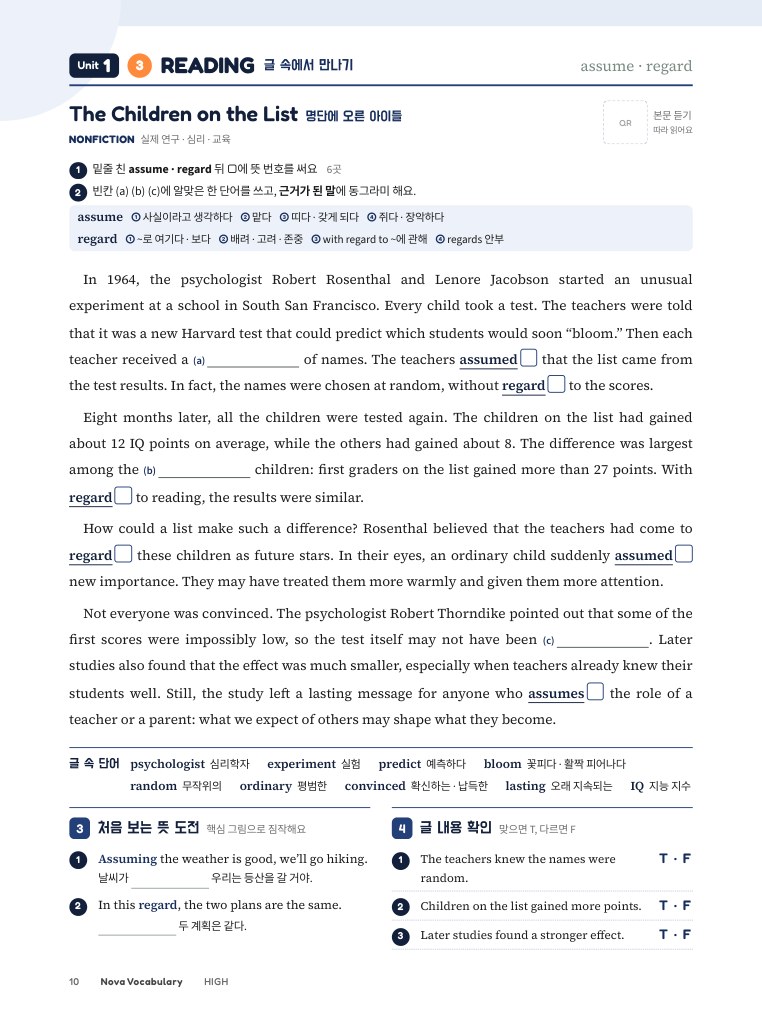 Unit 1 3 READING 글 속에서 만나기 assume · regard
The Children on the List 명단에 오른 아이들
QR
본문 듣기
따라 읽어요
NONFICTION 실제 연구 · 심리 · 교육
1 밑줄 친 assume · regard 뒤 ▢에 뜻 번호를 써요 6곳
2 빈칸 (a) (b) (c)에 알맞은 한 단어를 쓰고, 근거가 된 말에 동그라미 해요.
assume ① 사실이라고 생각하다 ② 맡다 ③ 띠다 · 갖게 되다 ④ 쥐다 · 장악하다
regard ① ~로 여기다 · 보다 ② 배려 · 고려 · 존중 ③ with regard to ~에 관해 ④ regards 안부
In 1964, the psychologist Robert Rosenthal and Lenore Jacobson started an unusual
experiment at a school in South San Francisco. Every child took a test. The teachers were told
that it was a new Harvard test that could predict which students would soon “bloom.” Then each
teacher received a (a) ____________ of names. The teachers assumed ▢ that the list came from
the test results. In fact, the names were chosen at random, without regard ▢ to the scores.
Eight months later, all the children were tested again. The children on the list had gained
about 12 IQ points on average, while the others had gained about 8. The difference was largest
among the (b) ____________ children: first graders on the list gained more than 27 points. With
regard ▢ to reading, the results were similar.
How could a list make such a difference? Rosenthal believed that the teachers had come to
regard ▢ these children as future stars. In their eyes, an ordinary child suddenly assumed ▢
new importance. They may have treated them more warmly and given them more attention.
Not everyone was convinced. The psychologist Robert Thorndike pointed out that some of the
first scores were impossibly low, so the test itself may not have been (c) ____________. Later
studies also found that the effect was much smaller, especially when teachers already knew their
students well. Still, the study left a lasting message for anyone who assumes ▢ the role of a
teacher or a parent: what we expect of others may shape what they become.
글 속 단어 psychologist 심리학자 experiment 실험 predict 예측하다 bloom 꽃피다 · 활짝 피어나다
random 무작위의 ordinary 평범한 convinced 확신하는 · 납득한 lasting 오래 지속되는 IQ 지능 지수
3 처음 보는 뜻 도전 핵심 그림으로 짐작해요
1 Assuming the weather is good, we’ll go hiking.
날씨가 ____________ 우리는 등산을 갈 거야.
2 In this regard, the two plans are the same.
____________ 두 계획은 같다.
4 글 내용 확인 맞으면 T, 다르면 F
1 The teachers knew the names were T · F
random.
2 Children on the list gained more points. T · F
3 Later studies found a stronger effect. T · F
10 Nova Vocabulary HIGH